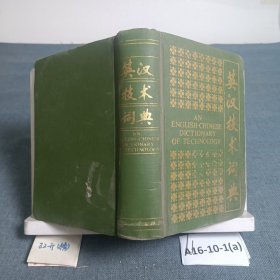 英汉
技术
词典
AN
ENGLISH-CHINESE
DICTIONARY
OF TECHNOLOGY
英汉技术词典
AN
ENGLISH-CHINESE
DICTIONARY
OF TECHNOLOGY
A16-10-1(a)